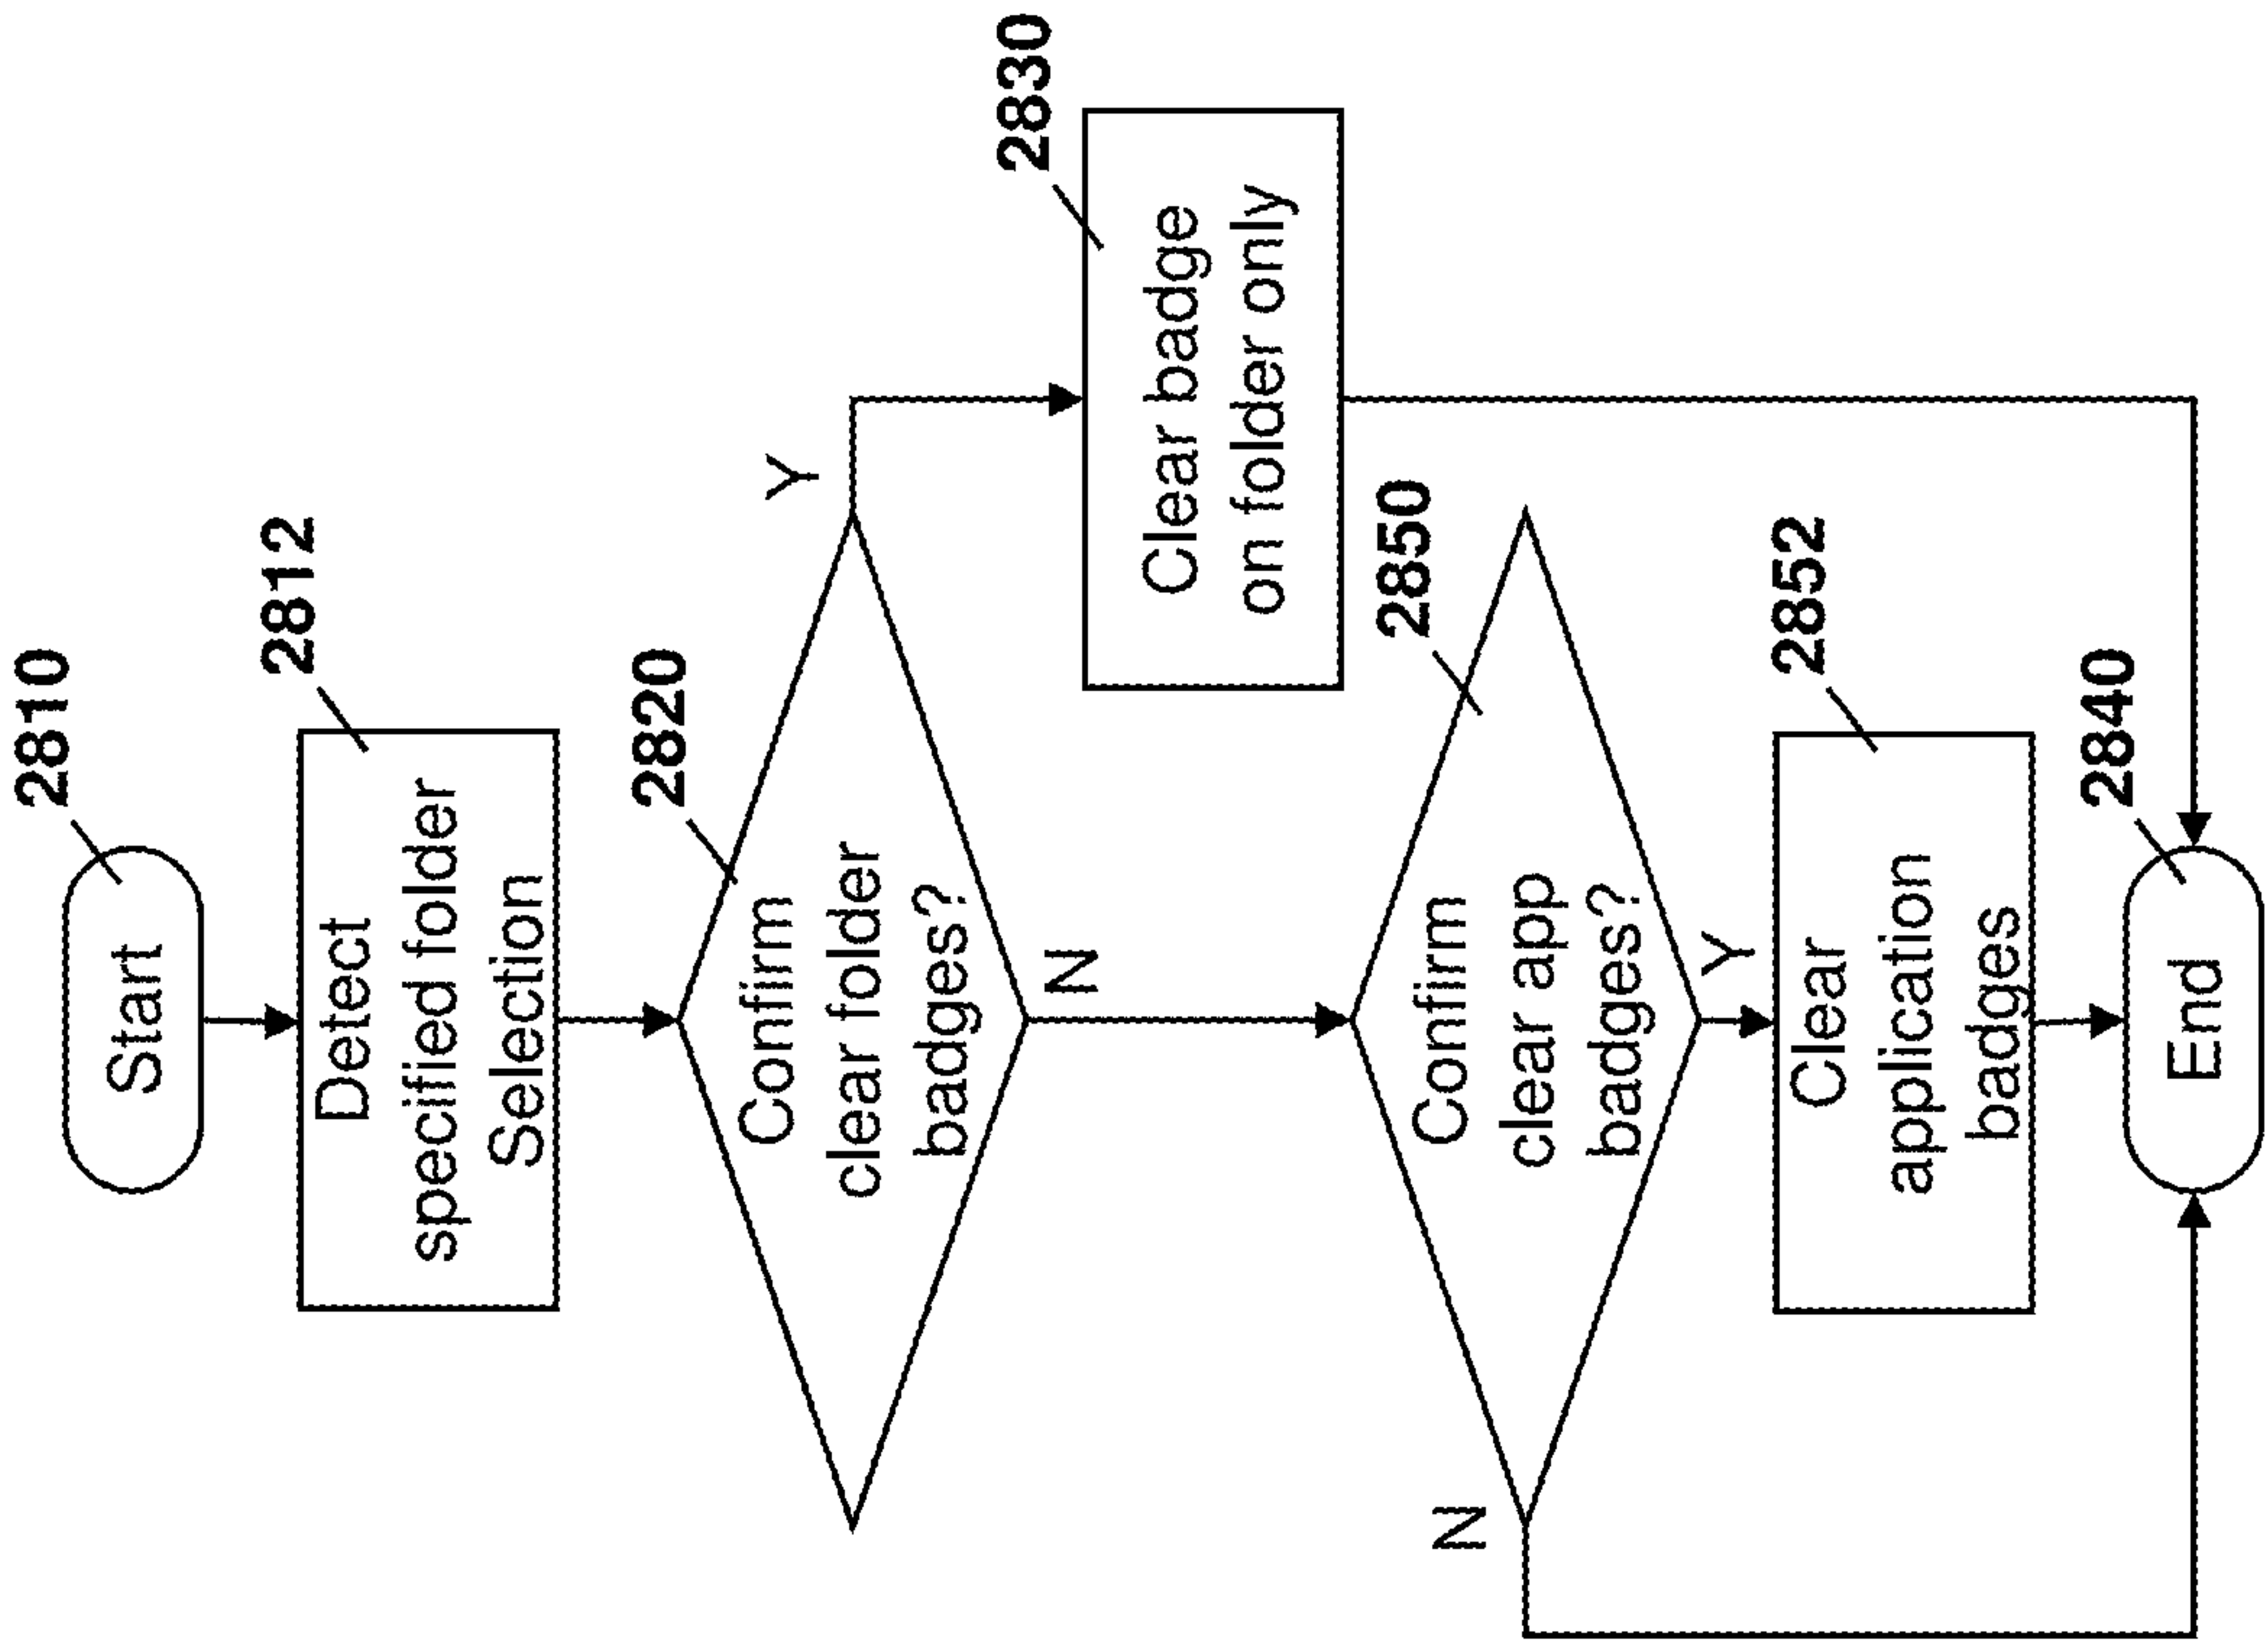 2810
Start
2812
Detect
specified folder
Selection
2820
Confirm
clear folder
badges?
Y
N
2830
Clear badge
on folder only
2850
Confirm
clear app
badges?
N
Y
2852
Clear
application
badges
2840
End